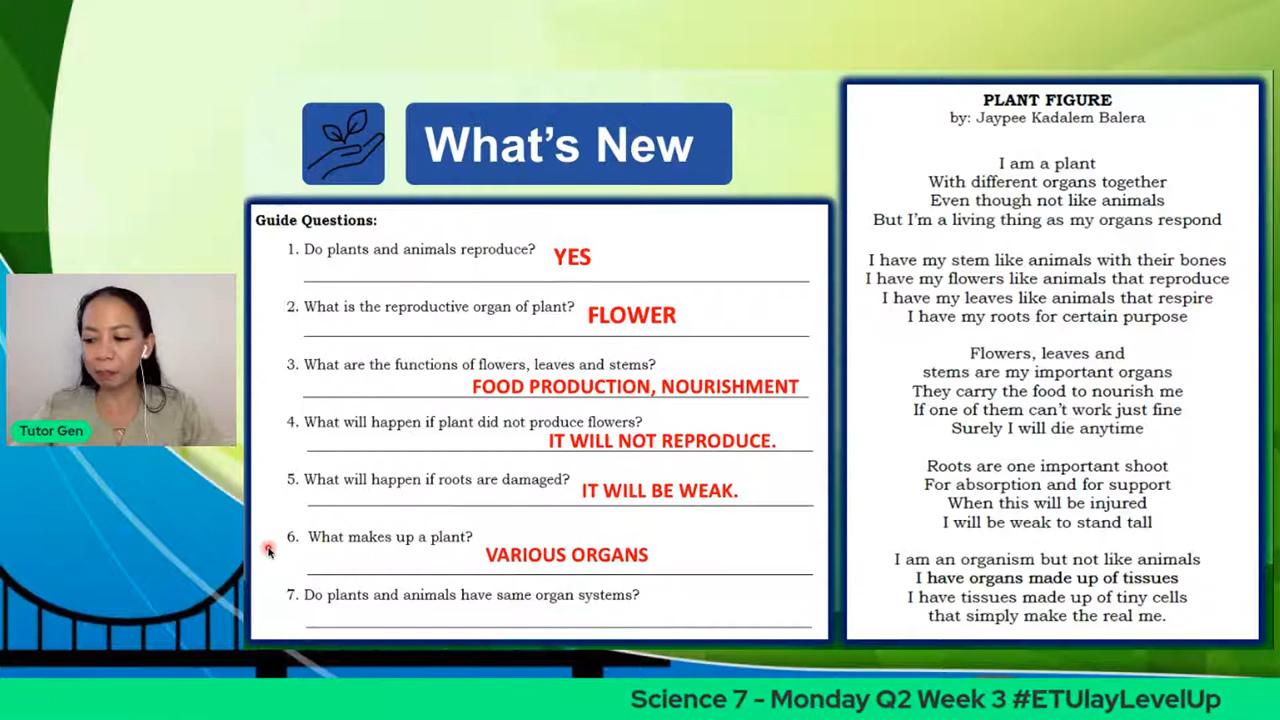 What's New
Guide Questions:
1. Do plants and animals reproduce? YES
2. What is the reproductive organ of plant? FLOWER
3. What are the functions of flowers, leaves and stems?
FOOD PRODUCTION, NOURISHMENT
4. What will happen if plant did not produce flowers?
IT WILL NOT REPRODUCE.
5. What will happen if roots are damaged? IT WILL BE WEAK.
6. What makes up a plant?
VARIOUS ORGANS
7. Do plants and animals have same organ systems?
PLANT FIGURE
by: Jaypee Kadalem Balera
I am a plant
With different organs together
Even though not like animals
But I'm a living thing as my organs respond
I have my stem like animals with their bones
I have my flowers like animals that reproduce
I have my leaves like animals that respire
I have my roots for certain purpose
Flowers, leaves and
stems are my important organs
They carry the food to nourish me
If one of them can't work just fine
Surely I will die anytime
Roots are one important shoot
For absorption and for support
When this will be injured
I will be weak to stand tall
I am an organism but not like animals
I have organs made up of tissues
I have tissues made up of tiny cells
that simply make the real me.
Tutor Gen
Science 7 - Monday Q2 Week 3 #ETUlayLevelUp